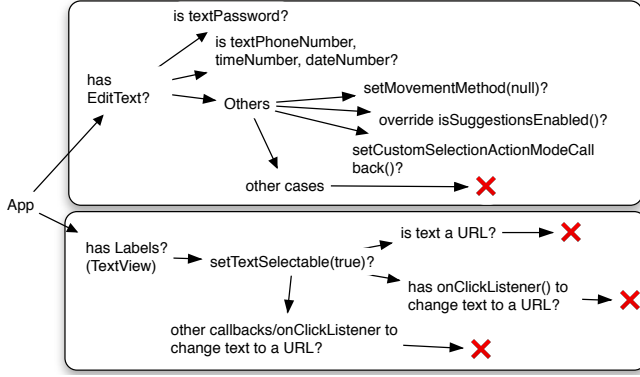 is textPassword?
is textPhoneNumber,
timeNumber, dateNumber?
has
EditText?
setMovementMethod(null)?
Others
override isSuggestionsEnabled()?
setCustomSelectionActionModeCall
back()?
other cases
App
is text a URL?
has Labels?
(TextView)
setTextSelectable(true)?
has onClickListener() to
change text to a URL?
other callbacks/onClickListener to
change text to a URL?